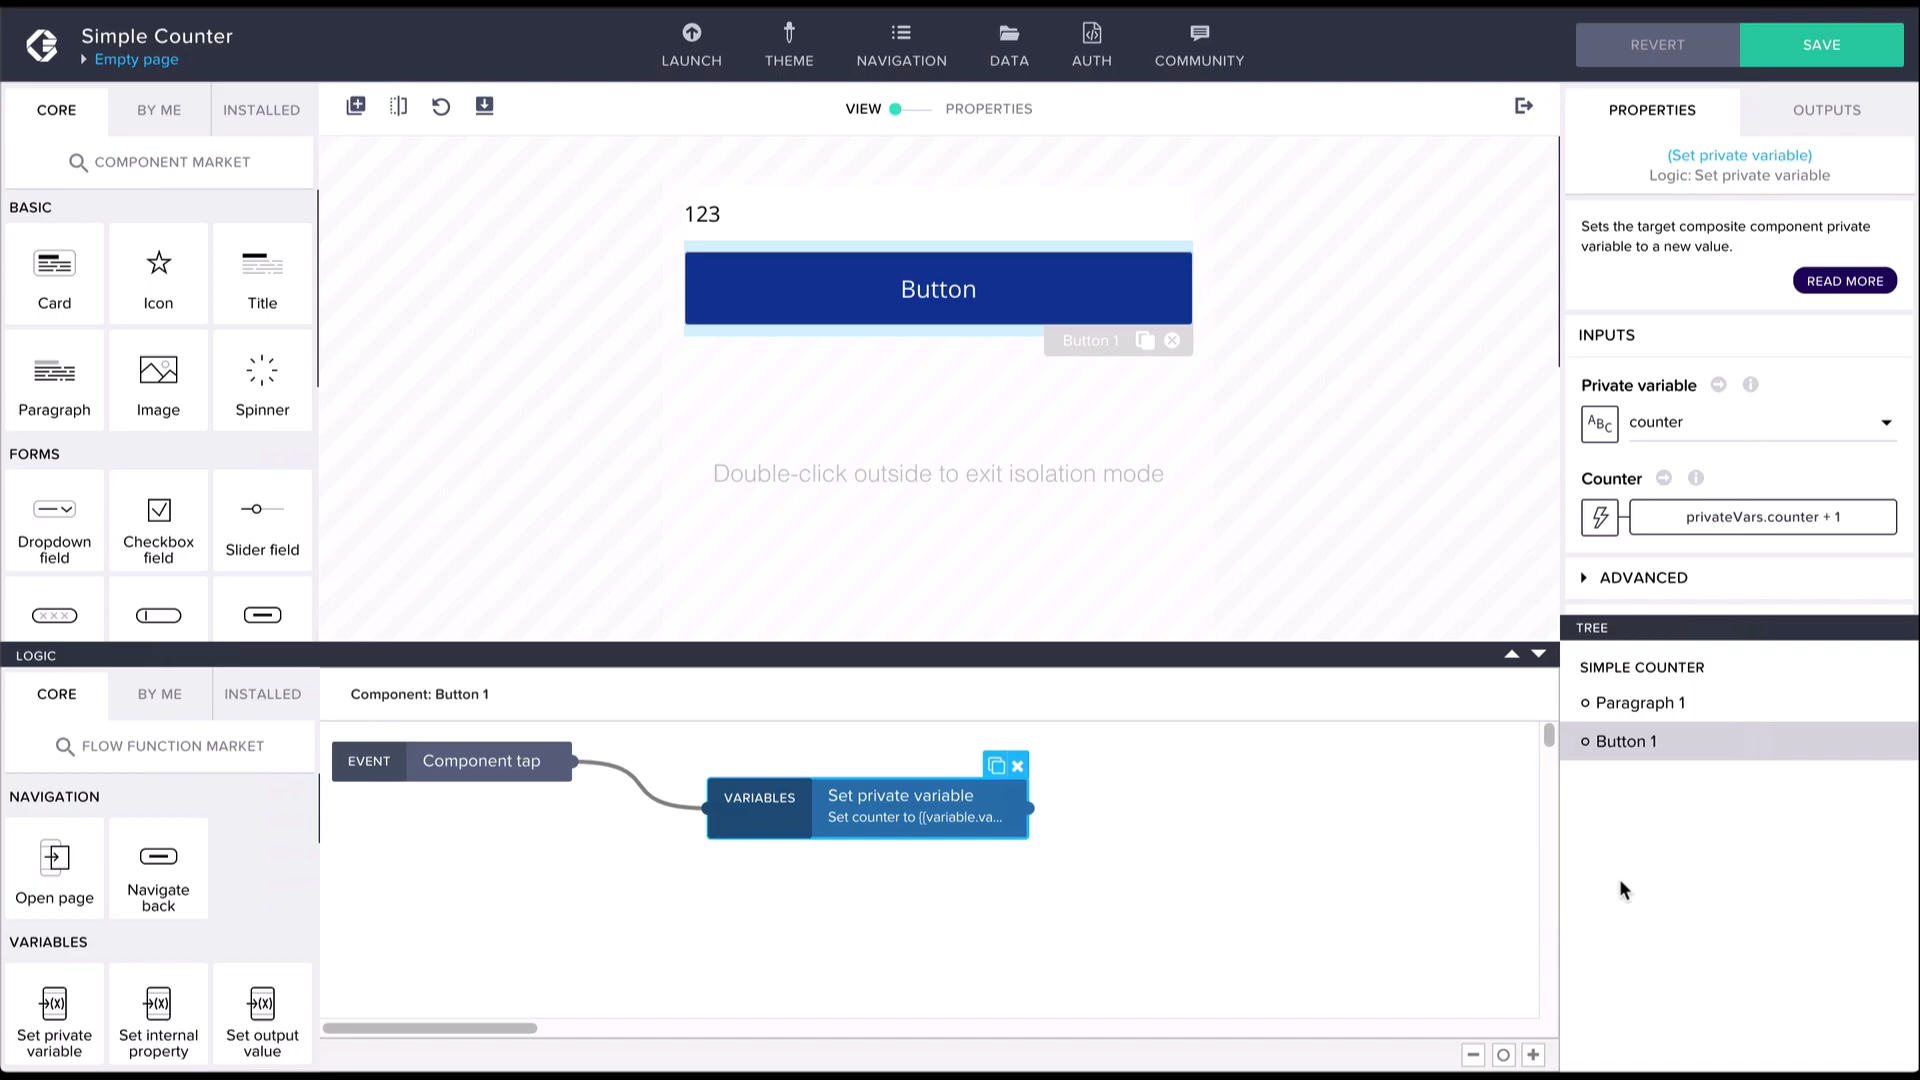 Simple Counter
Empty page
LAUNCH
THEME
NAVIGATION
DATA
AUTH
COMMUNITY
REVERT
SAVE
CORE
BY ME
INSTALLED
VIEW
PROPERTIES
PROPERTIES
OUTPUTS
COMPONENT MARKET
(Set private variable)
Logic: Set private variable
BASIC
Card
Icon
Title
Paragraph
Image
Spinner
FORMS
Dropdown
field
Checkbox
field
Slider field
123
Button
Button 1
Double-click outside to exit isolation mode
Sets the target composite component private
variable to a new value.
READ MORE
INPUTS
Private variable
ABC
counter
Counter
privateVars.counter + 1
ADVANCED
TREE
SIMPLE COUNTER
Paragraph 1
Button 1
LOGIC
CORE
BY ME
INSTALLED
Component: Button 1
FLOW FUNCTION MARKET
NAVIGATION
Open page
Navigate
back
VARIABLES
(x)
(x)
(x)
Set private
variable
Set internal
property
Set output
value
EVENT
Component tap
VARIABLES
Set private variable
Set counter to {{variable.va...